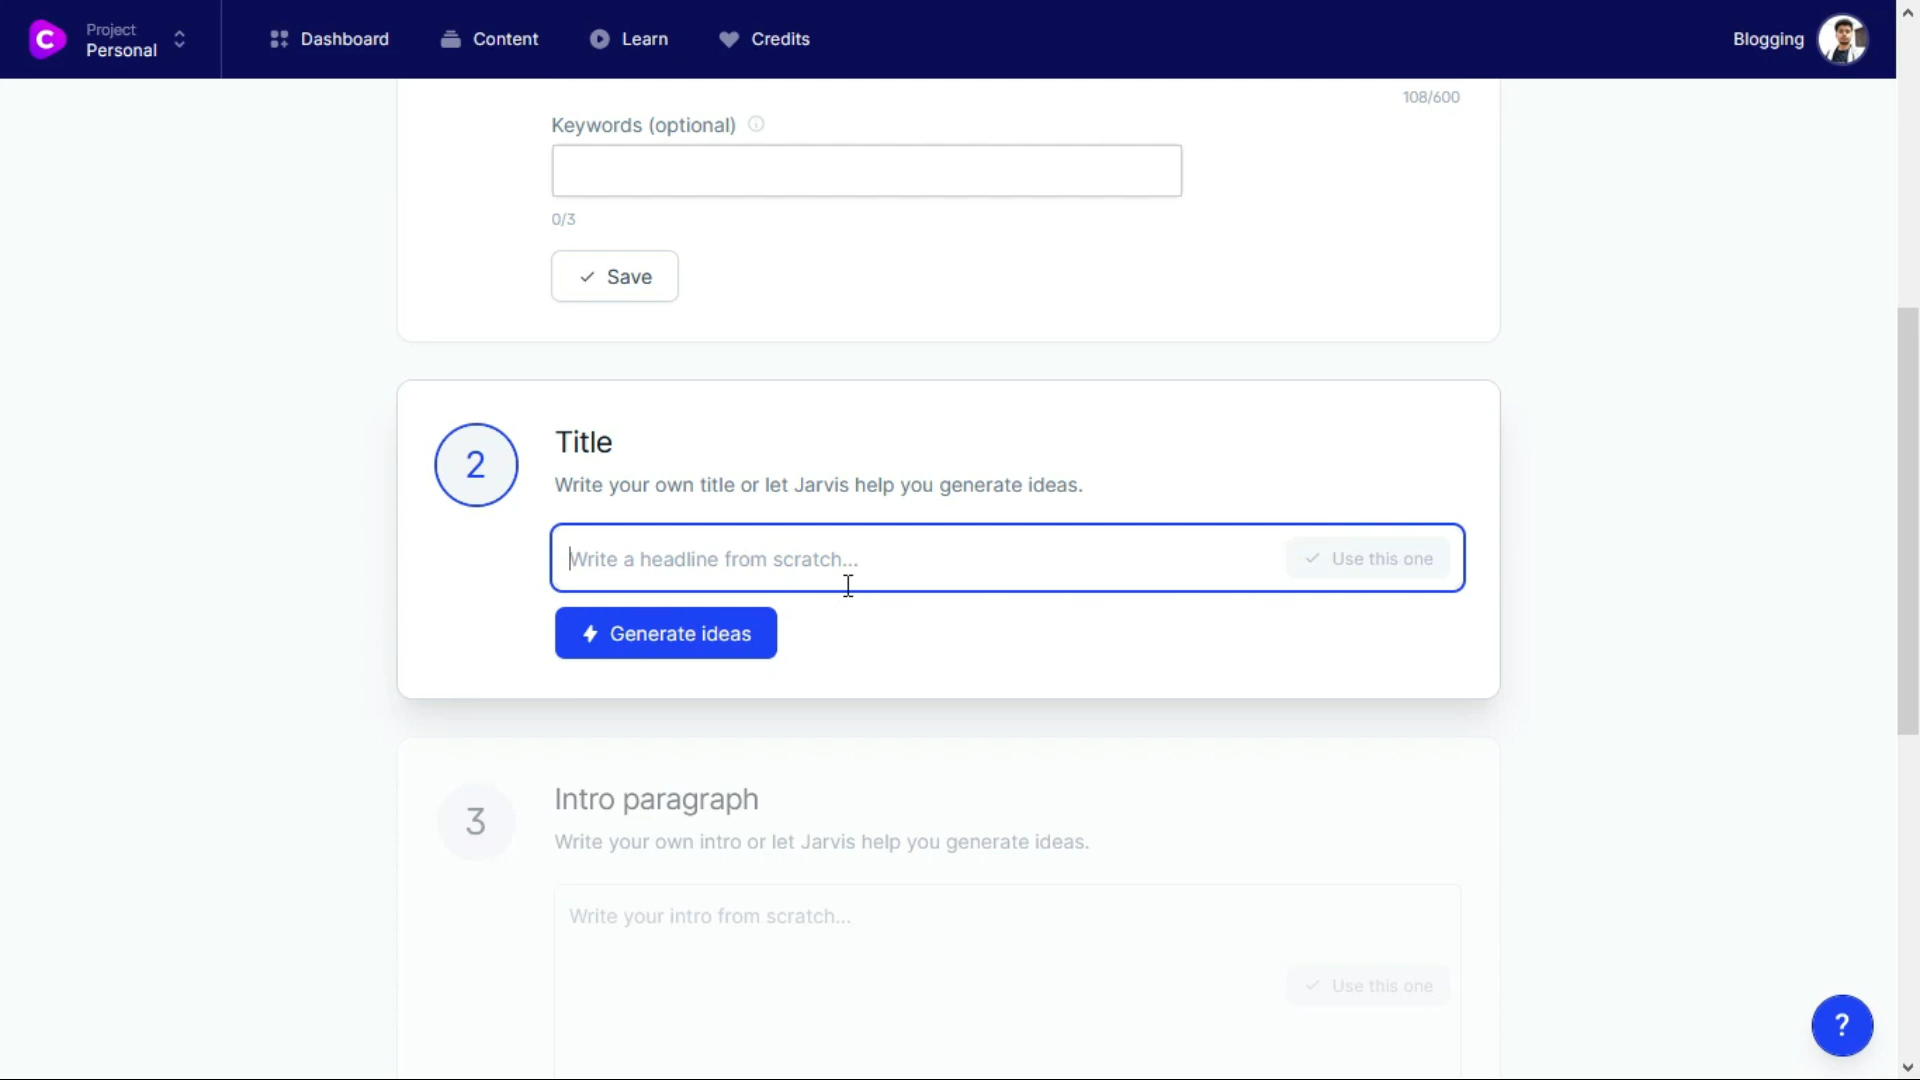 C
Project
Personal
Dashboard
Content
Learn
Credits
Blogging
108/600
Keywords (optional)
0/3
Save
2
Title
Write your own title or let Jarvis help you generate ideas.
Write a headline from scratch...
Use this one
Generate ideas
3
Intro paragraph
Write your own intro or let Jarvis help you generate ideas.
Write your intro from scratch...
Use this one
?